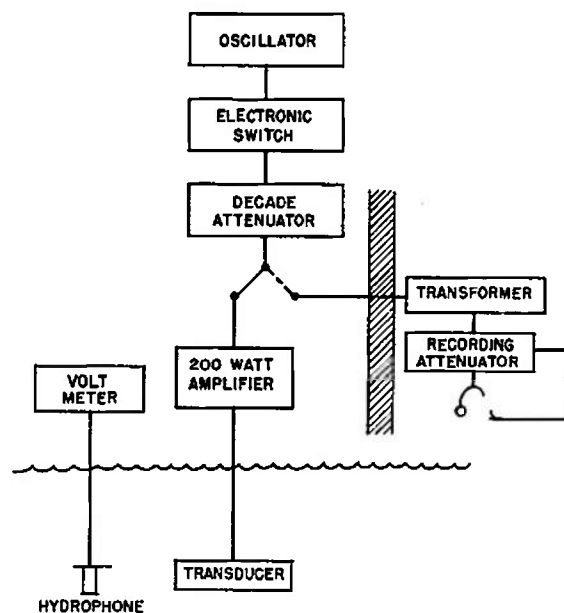 OSCILLATOR
ELECTRONIC
SWITCH
DECADE
ATTENUATOR
TRANSFORMER
RECORDING
ATTENUATOR
200 WATT
AMPLIFIER
VOLT
METER
TRANSDUCER
HYDROPHONE